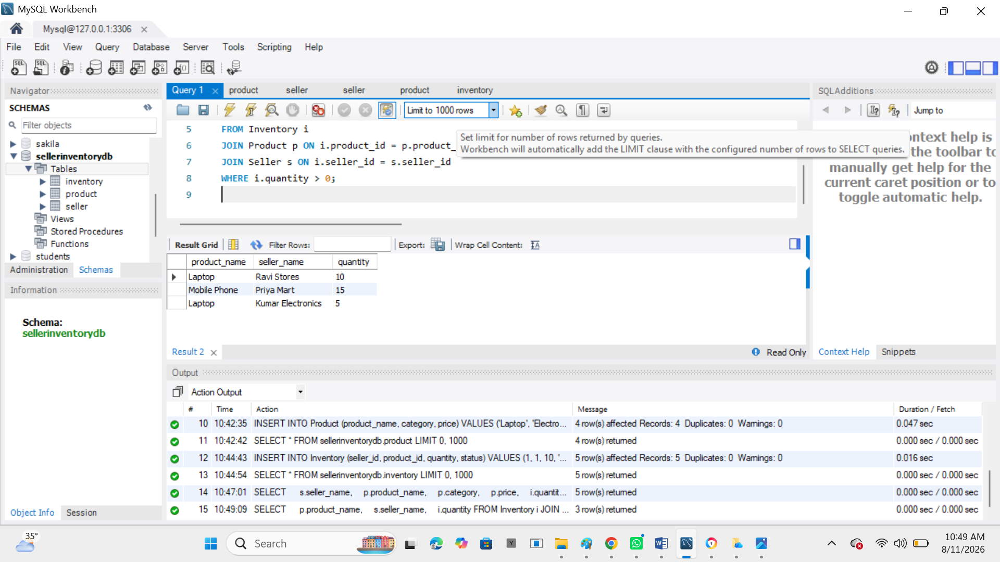 MySQL Workbench
Mysql@127.0.0.1:3306
File Edit View Query Database Server Tools Scripting Help
Navigator
SCHEMAS
Filter objects
sakila
sellerinventorydb
Tables
inventory
product
seller
Views
Stored Procedures
Functions
students
Administration Schemas
Information
Schema:
sellerinventorydb
Object Info Session
Query 1 product seller seller product inventory
Limit to 1000 rows
5 FROM Inventory i
6 JOIN Product p ON i.product_id = p.product_
7 JOIN Seller s ON i.seller_id = s.seller_id
8 WHERE i.quantity > 0;
9
Set limit for number of rows returned by queries.
Workbench will automatically add the LIMIT clause with the configured number of rows to SELECT queries.
Result Grid Filter Rows: Export: Wrap Cell Content:
product_name seller_name quantity
Laptop Ravi Stores 10
Mobile Phone Priya Mart 15
Laptop Kumar Electronics 5
Result 2 Read Only
SQLAdditions
Jump to
ntext help is
the toolbar to
manually get help for the
current caret position or to
toggle automatic help.
Context Help Snippets
Output
Action Output
# Time Action Message Duration / Fetch
10 10:42:35 INSERT INTO Product (product_name, category, price) VALUES ('Laptop', 'Electro... 4 row(s) affected Records: 4 Duplicates: 0 Warnings: 0 0.047 sec
11 10:42:42 SELECT * FROM sellerinventorydb.product LIMIT 0, 1000 4 row(s) returned 0.000 sec / 0.000 sec
12 10:44:43 INSERT INTO Inventory (seller_id, product_id, quantity, status) VALUES (1, 1, 10, '... 5 row(s) affected Records: 5 Duplicates: 0 Warnings: 0 0.016 sec
13 10:44:54 SELECT * FROM sellerinventorydb.inventory LIMIT 0, 1000 5 row(s) returned 0.000 sec / 0.000 sec
14 10:47:01 SELECT s.seller_name, p.product_name, p.category, p.price, i.quantit... 5 row(s) returned 0.000 sec / 0.000 sec
15 10:49:09 SELECT p.product_name, s.seller_name, i.quantity FROM Inventory i JOIN ... 3 row(s) returned 0.000 sec / 0.000 sec
35°
Search
10:49 AM
8/11/2026